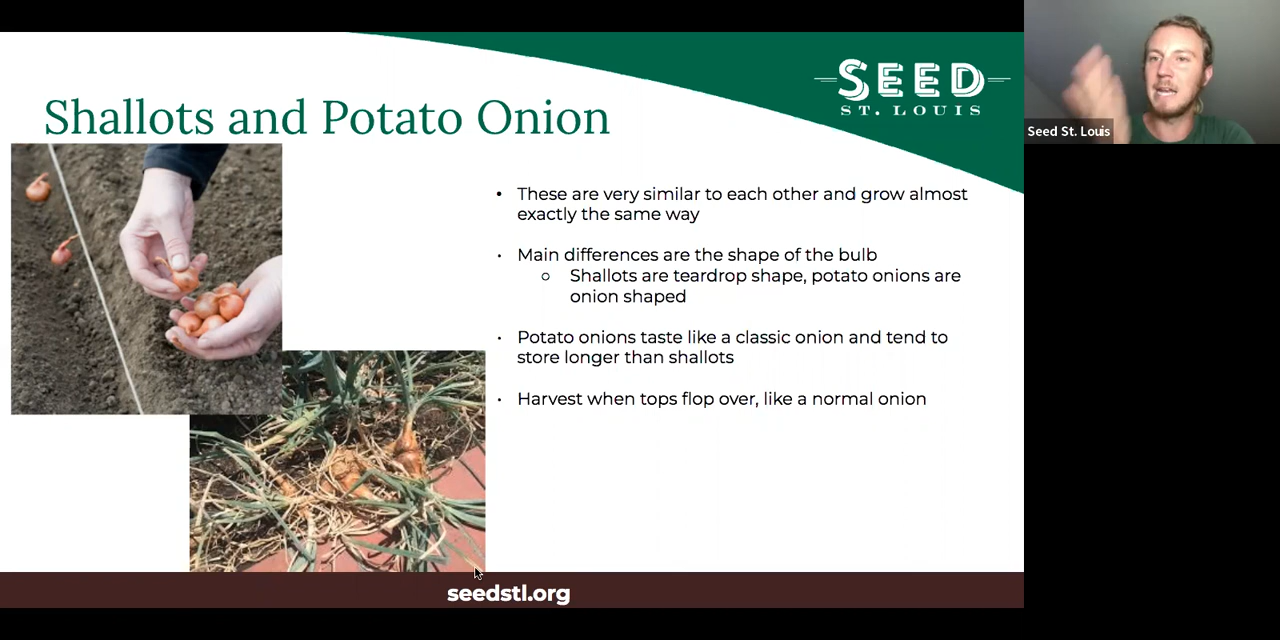 SEED
ST. LOUIS
Seed St. Louis
Shallots and Potato Onion
• These are very similar to each other and grow almost
exactly the same way
• Main differences are the shape of the bulb
o Shallots are teardrop shape, potato onions are
onion shaped
• Potato onions taste like a classic onion and tend to
store longer than shallots
• Harvest when tops flop over, like a normal onion
seedstl.org